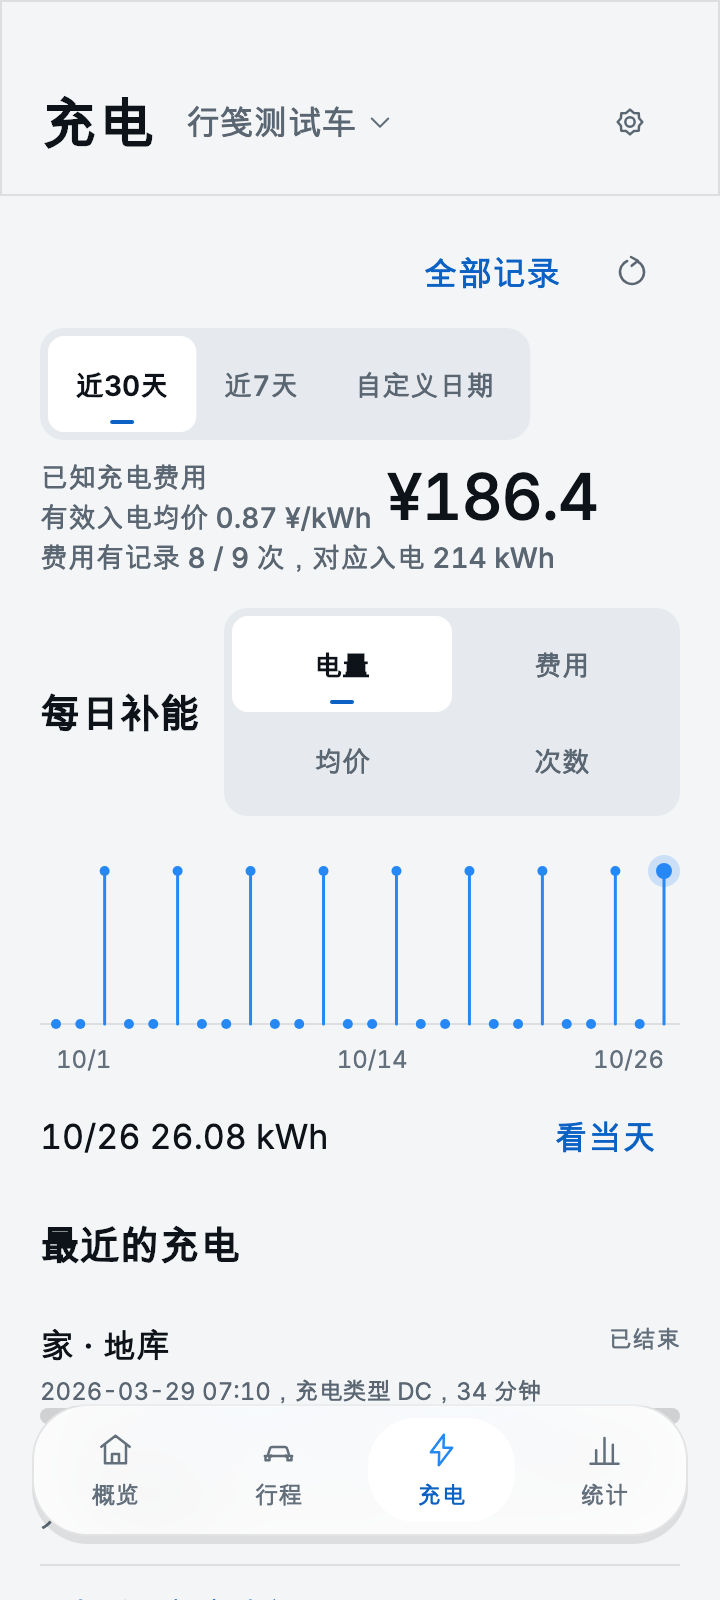 充电 行笺测试车
全部记录
近30天 近7天 自定义日期
已知充电费用
有效入电均价 0.87 ¥/kWh
¥186.4
费用有记录 8 / 9 次，对应入电 214 kWh
每日补能
电量 费用
均价 次数
10/1 10/14 10/26
10/26 26.08 kWh 看当天
最近的充电
家 · 地库 已结束
2026-03-29 07:10，充电类型 DC，34 分钟
概览 行程 充电 统计